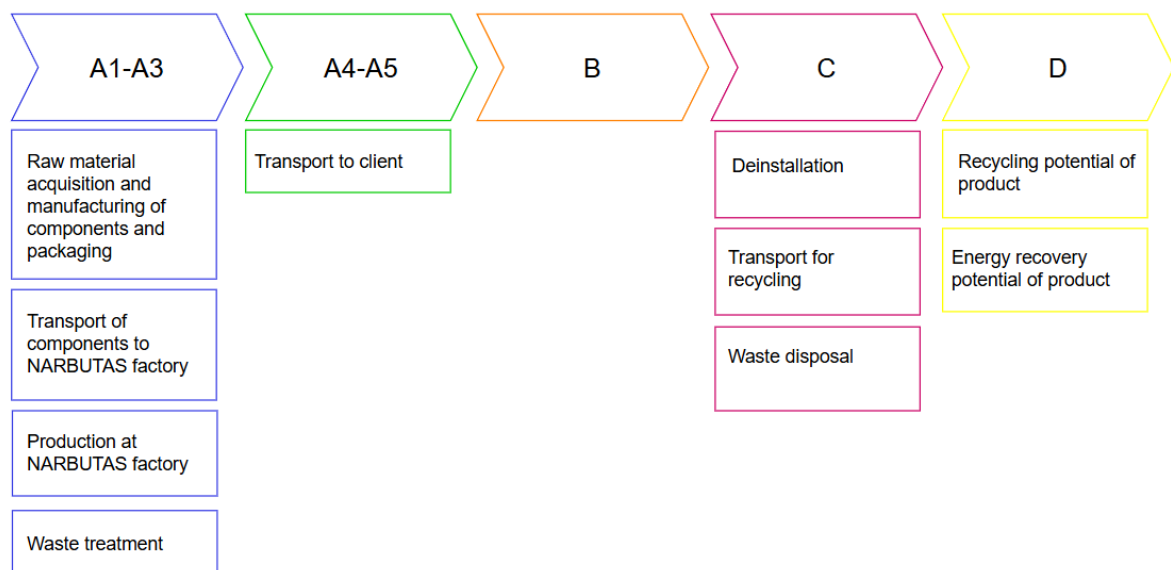 A1-A3
A4-A5
B
C
D
Raw material
acquisition and
manufacturing of
components and
packaging
Transport of
components to
NARBUTAS factory
Production at
NARBUTAS factory
Waste treatment
Transport to client
Deinstallation
Transport for
recycling
Waste disposal
Recycling potential of
product
Energy recovery
potential of product